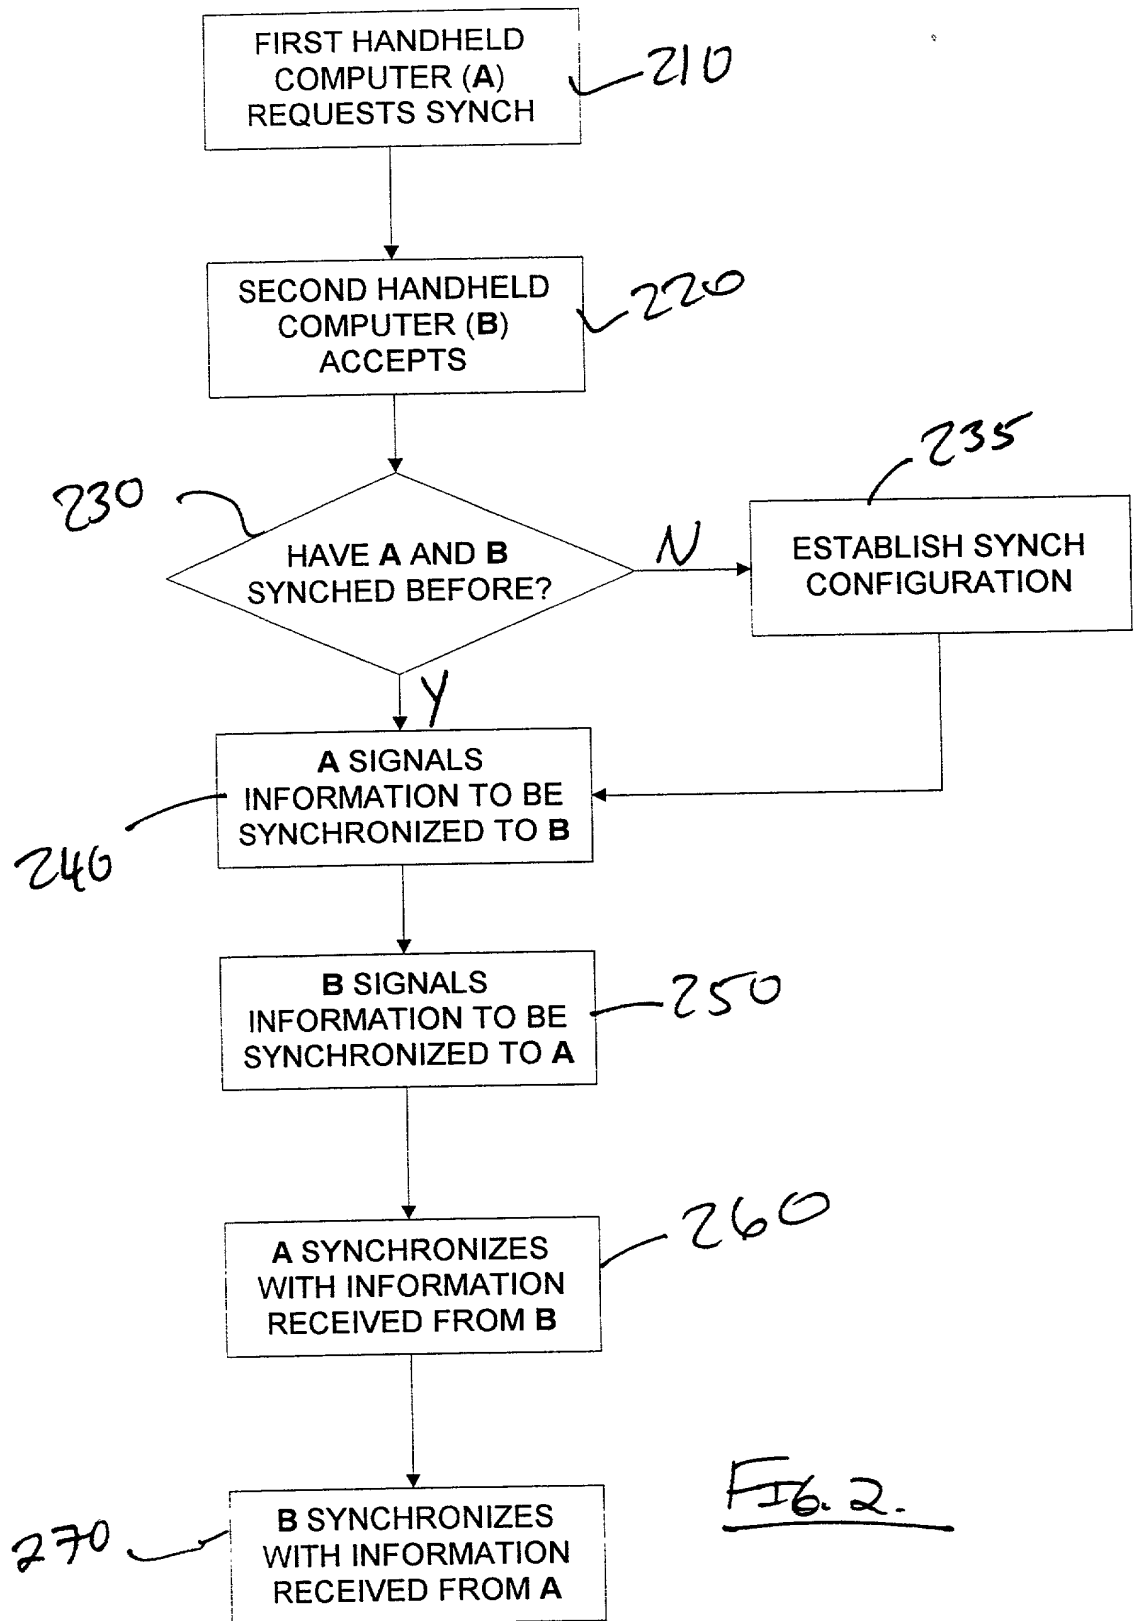 FIRST HANDHELD
COMPUTER (A)
REQUESTS SYNCH
210
SECOND HANDHELD
COMPUTER (B)
ACCEPTS
220
230
HAVE A AND B
SYNCHED BEFORE?
N
235
ESTABLISH SYNCH
CONFIGURATION
Y
A SIGNALS
INFORMATION TO BE
SYNCHRONIZED TO B
240
B SIGNALS
INFORMATION TO BE
SYNCHRONIZED TO A
250
A SYNCHRONIZES
WITH INFORMATION
RECEIVED FROM B
260
270
B SYNCHRONIZES
WITH INFORMATION
RECEIVED FROM A
FIG. 2.